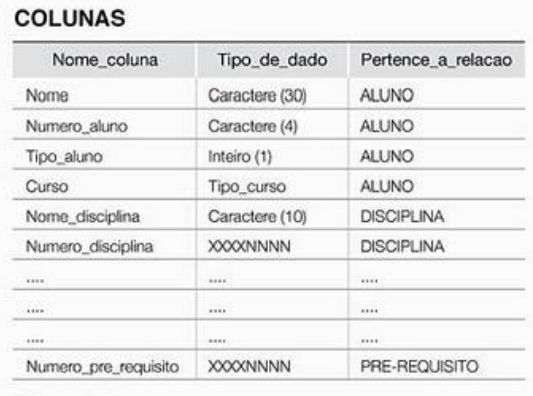 COLUNAS
Nome_coluna Tipo_de_dado Pertence_a_relacao
Nome Caractere (30) ALUNO
Numero_aluno Caractere (4) ALUNO
Tipo_aluno Inteiro (1) ALUNO
Curso Tipo_curso ALUNO
Nome_disciplina Caractere (10) DISCIPLINA
Numero_disciplina XXXXNNNN DISCIPLINA
.... .... ....
.... .... ....
.... .... ....
Numero_pre_requisito XXXXNNNN PRE-REQUISITO